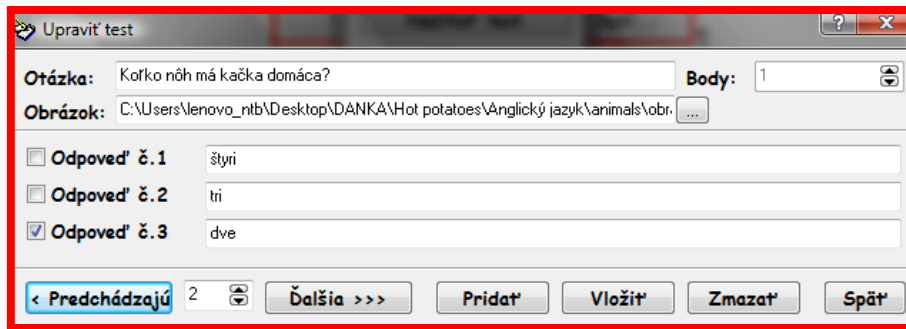 Upraviť test
Otázka: Koľko nôh má kačka domáca? Body: 1
Obrázok: C:\Users\lenovo_ntb\Desktop\DANKA\Hot potatoes\Anglický jazyk\animals\obr. ...
Odpoveď č.1 štyri
Odpoveď č.2 tri
Odpoveď č.3 dve
< Predchádzajú 2 Ďalšia >>> Pridať Vložiť Zmazať Späť